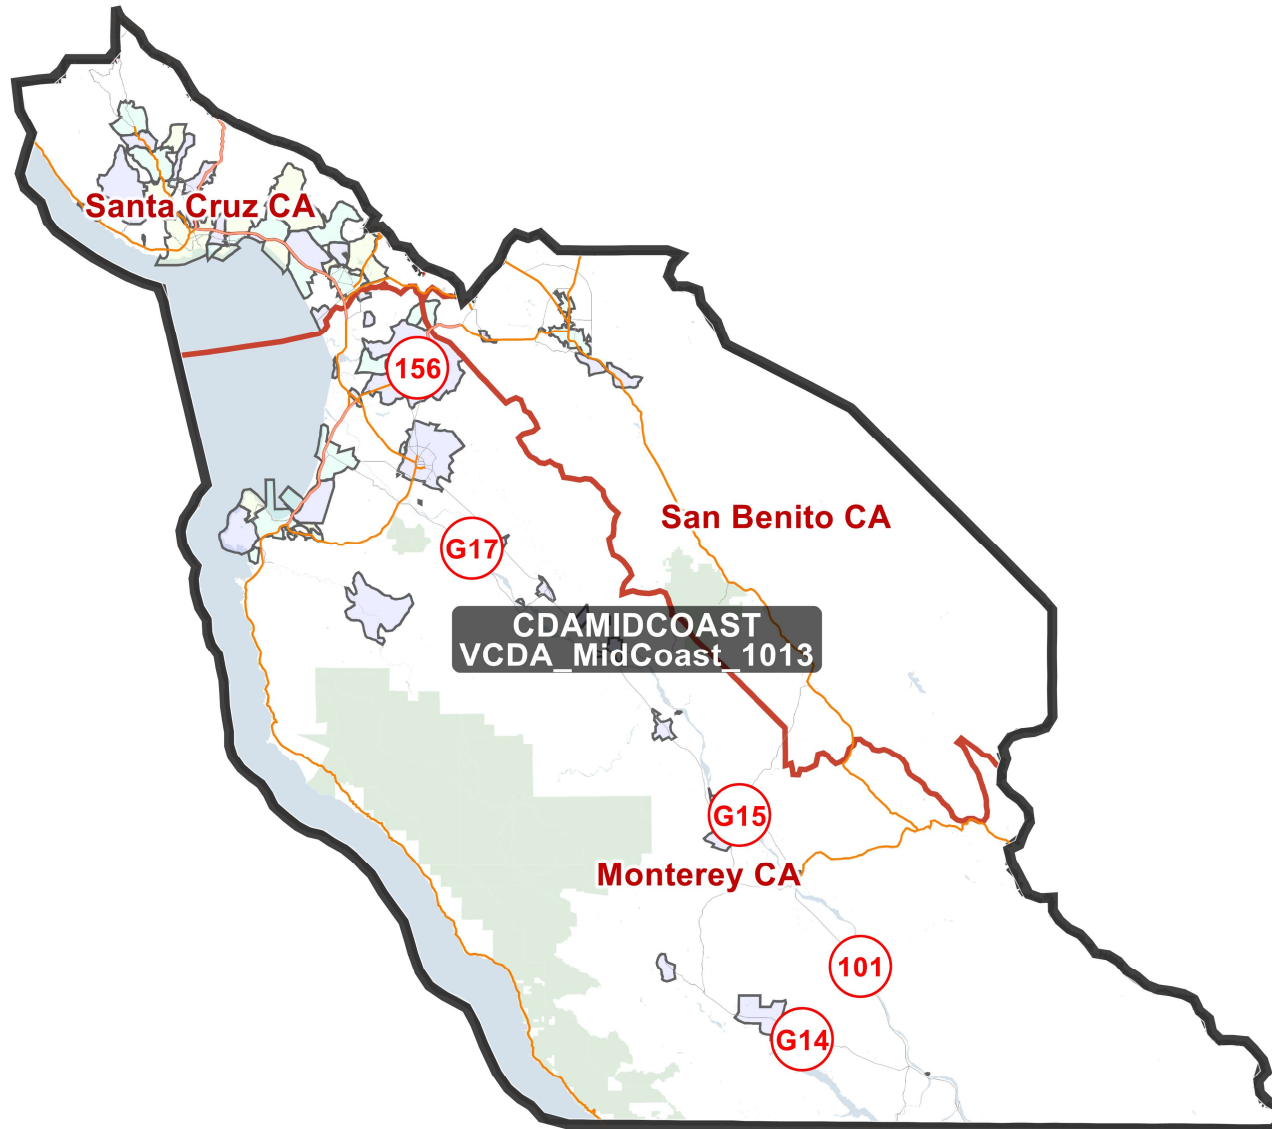 Santa Cruz CA
156
San Benito CA
G17
CDAMIDCOAST
VCDA_MidCoast_1013
G15
Monterey CA
101
G14